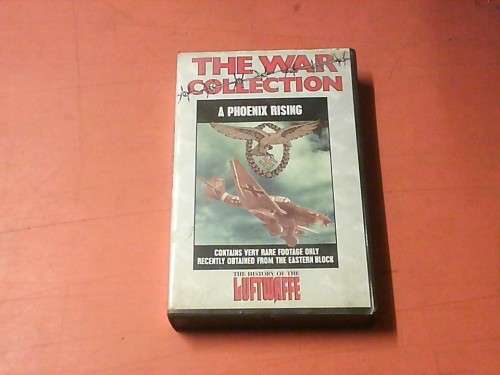 THE WAR
COLLECTION
A PHOENIX RISING
CONTAINS VERY RARE FOOTAGE ONLY
RECENTLY OBTAINED FROM THE EASTERN BLOCK
THE HISTORY OF THE
LUFTWAFFE